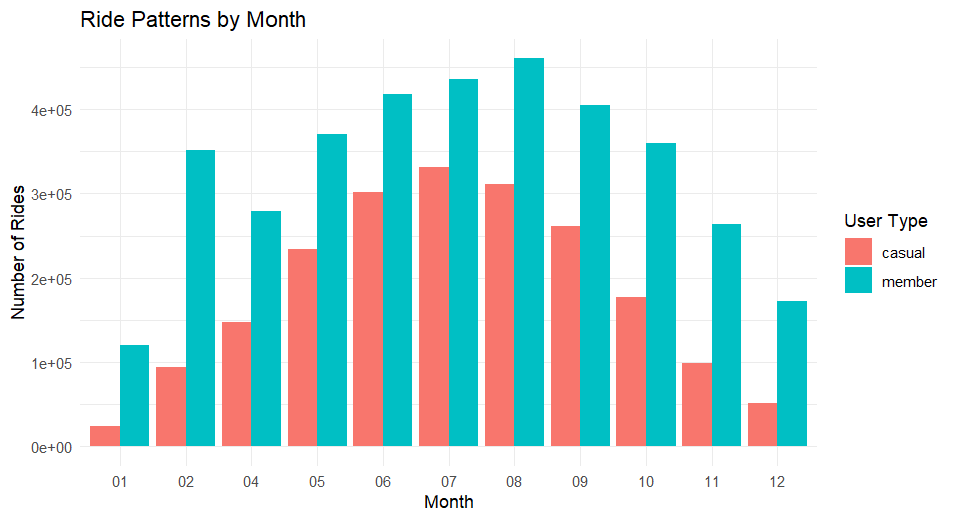 Ride Patterns by Month
Number of Rides
4e+05
3e+05
2e+05
1e+05
0e+00
01 02 04 05 06 07 08 09 10 11 12
Month
User Type
casual
member